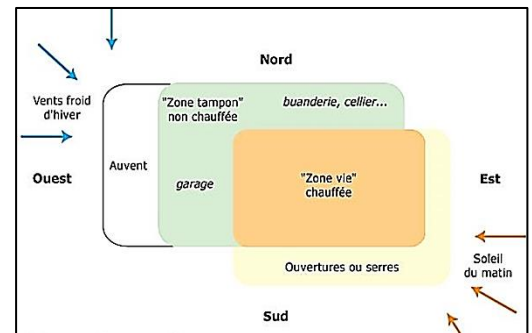 Nord
Vents froid
d'hiver
"Zone tampon"
non chauffée
buanderie, cellier...
Ouest
Auvent
garage
"Zone vie"
chauffée
Est
Ouvertures ou serres
Soleil
du matin
Sud